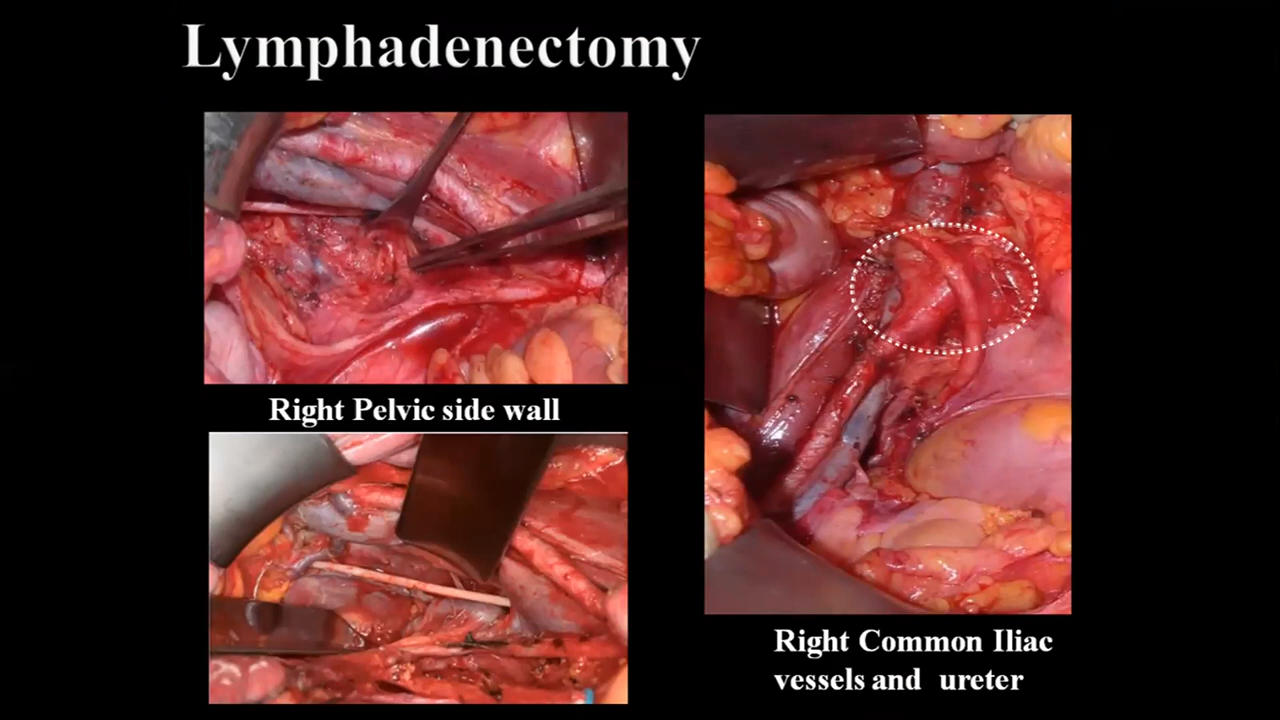 Lymphadenectomy
Right Pelvic side wall
Right Common Iliac
vessels and ureter